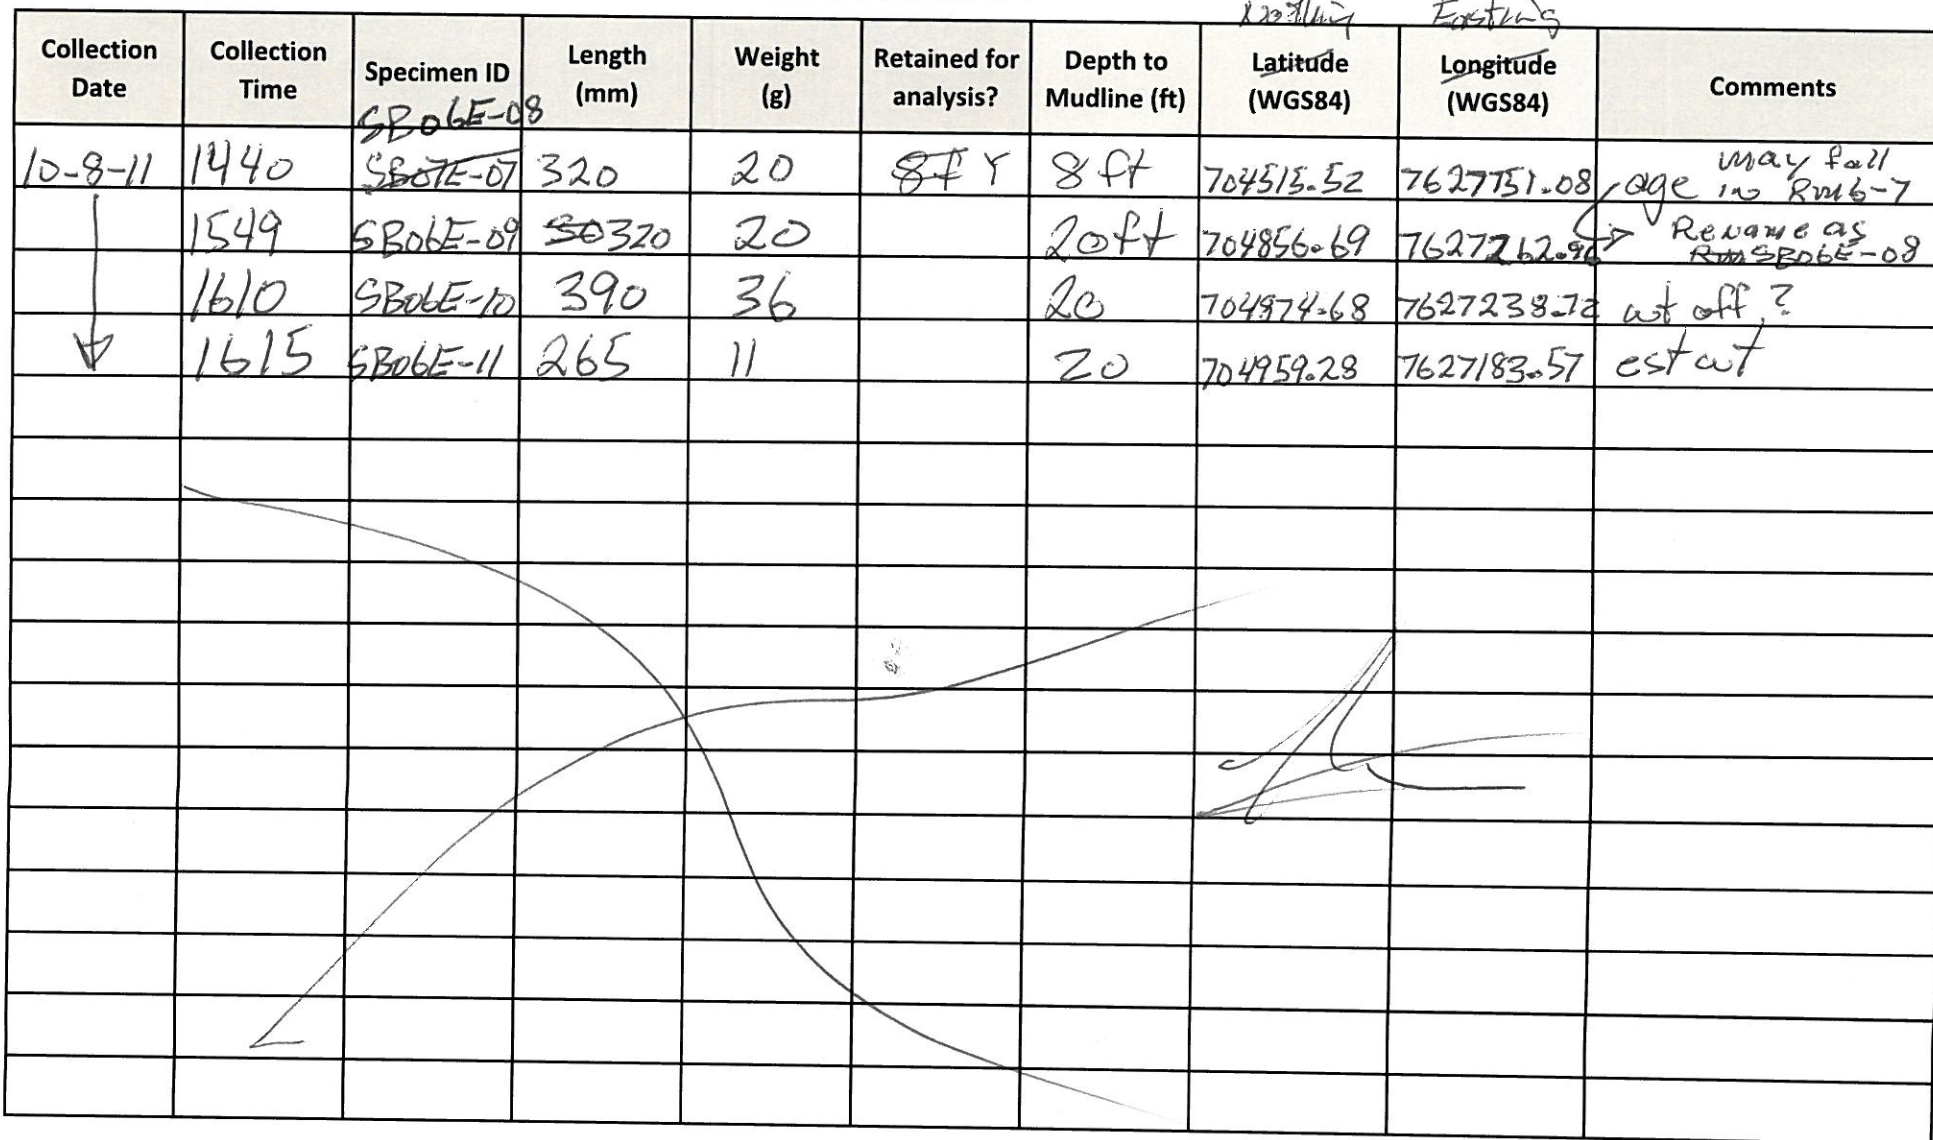 Northing Easting
Collection Date Collection Time Specimen ID Length (mm) Weight (g) Retained for analysis? Depth to Mudline (ft) Latitude (WGS84) Longitude (WGS84) Comments
SB06E-08
10-8-11 1440 SB07E-07 320 20 Y 8 ft 704515.52 7627751.08 may fall
in RM6-7
1549 SB06E-09 320 20 20ft 704856.69 7627262.96 Rename as
SB06E-08
1610 SB06E-10 390 36 20 704974.68 7627238.72 wt off?
1615 SB06E-11 265 11 20 704959.28 7627183.57 est wt